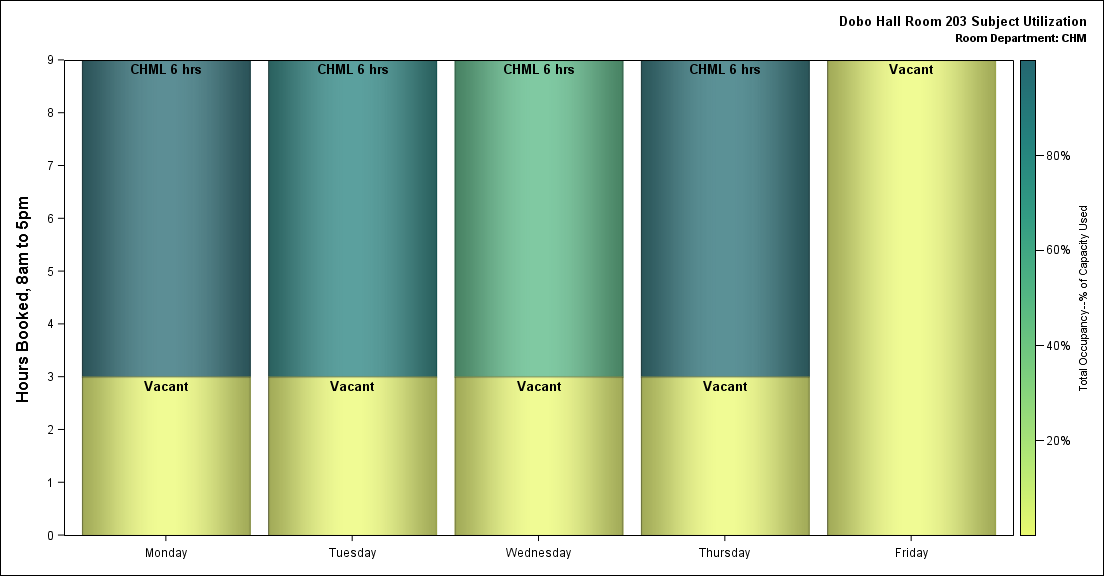 Dobo Hall Room 203 Subject Utilization
Room Department: CHM
Hours Booked, 8am to 5pm
9
8
7
6
5
4
3
2
1
0
CHML 6 hrs
CHML 6 hrs
CHML 6 hrs
CHML 6 hrs
Vacant
Vacant
Vacant
Vacant
Vacant
Monday
Tuesday
Wednesday
Thursday
Friday
80%
60%
40%
20%
Total Occupancy--% of Capacity Used